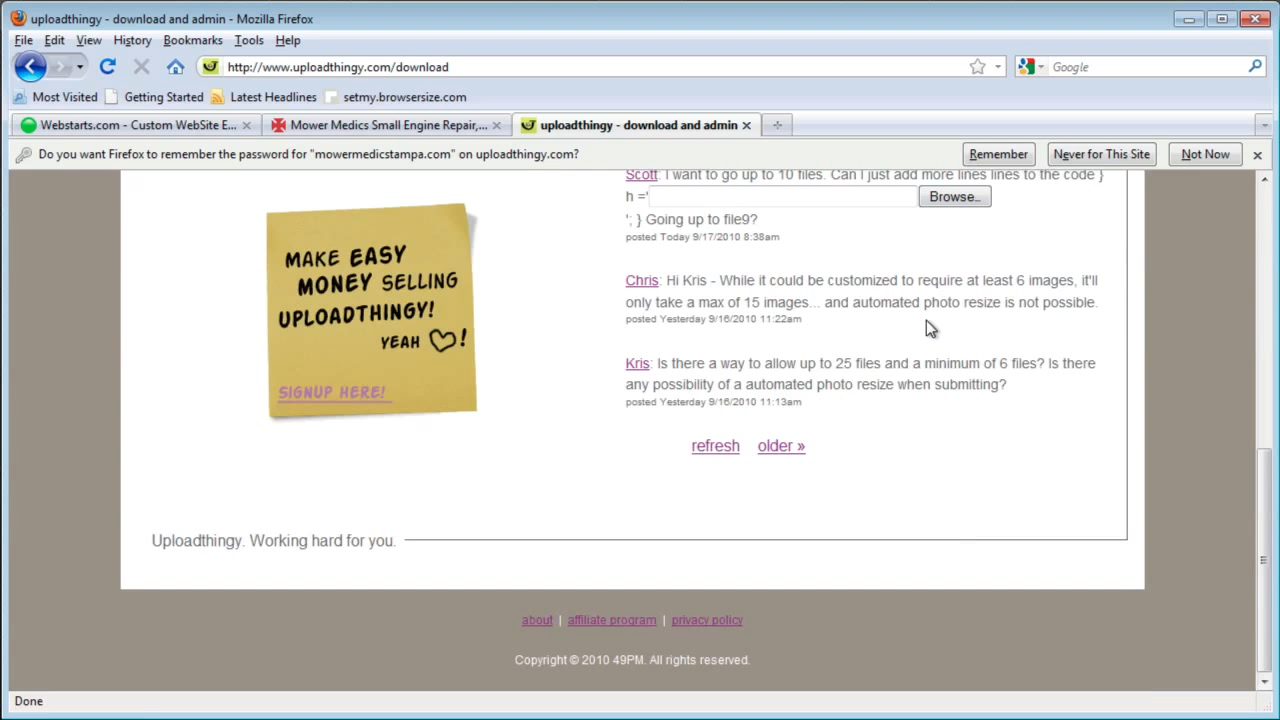 uploadthingy - download and admin - Mozilla Firefox
File Edit View History Bookmarks Tools Help
http://www.uploadthingy.com/download
Google
Most Visited Getting Started Latest Headlines setmy.browsersize.com
Webstarts.com - Custom WebSite E... Mower Medics Small Engine Repair,... uploadthingy - download and admin
Do you want Firefox to remember the password for "mowermedicstampa.com" on uploadthingy.com? Remember Never for This Site Not Now
Scott: I want to go up to 10 files. Can I just add more lines lines to the code }
h =' Browse...
'; } Going up to file9?
posted Today 9/17/2010 8:38am
MAKE EASY
MONEY SELLING
UPLOADTHINGY!
YEAH !
SIGNUP HERE!
Chris: Hi Kris - While it could be customized to require at least 6 images, it'll
only take a max of 15 images... and automated photo resize is not possible.
posted Yesterday 9/16/2010 11:22am
Kris: Is there a way to allow up to 25 files and a minimum of 6 files? Is there
any possibility of a automated photo resize when submitting?
posted Yesterday 9/16/2010 11:13am
refresh older »
Uploadthingy. Working hard for you.
about | affiliate program | privacy policy
Copyright © 2010 49PM. All rights reserved.
Done